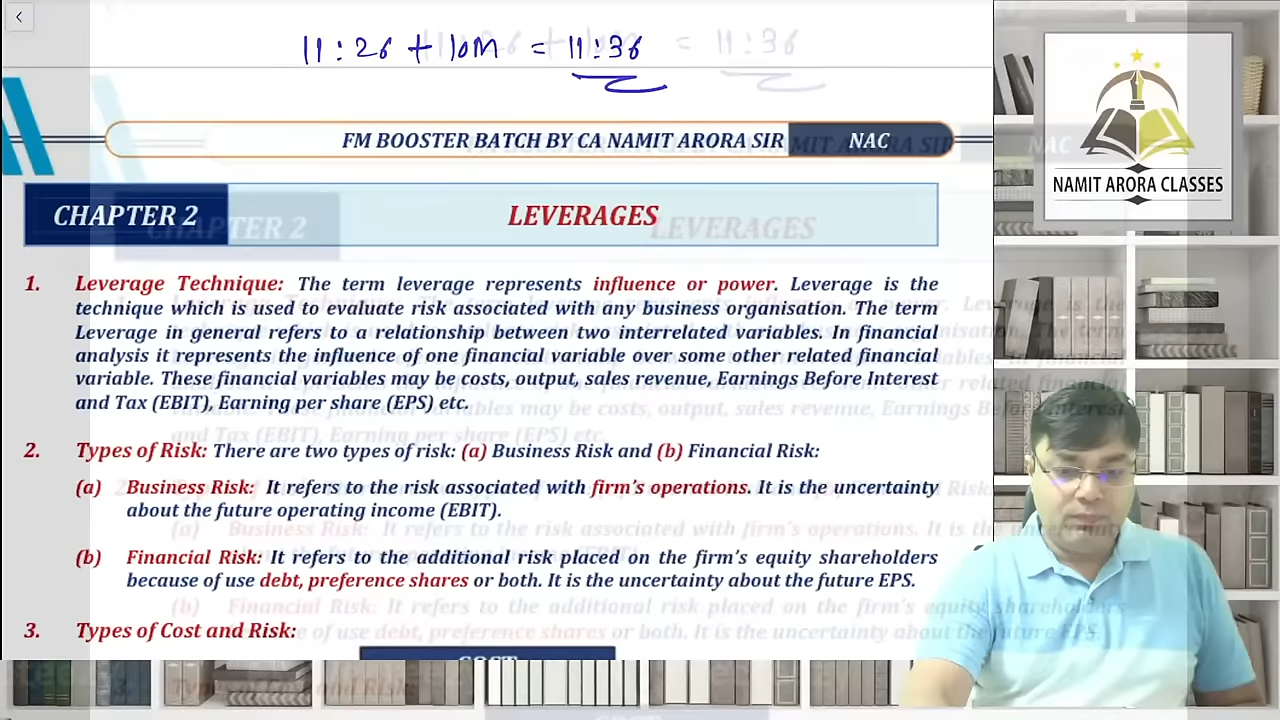 11:26 + 10M = 11:36
FM BOOSTER BATCH BY CA NAMIT ARORA SIR NAC
NAMIT ARORA CLASSES
CHAPTER 2 LEVERAGES
1. Leverage Technique: The term leverage represents influence or power. Leverage is the
technique which is used to evaluate risk associated with any business organisation. The term
Leverage in general refers to a relationship between two interrelated variables. In financial
analysis it represents the influence of one financial variable over some other related financial
variable. These financial variables may be costs, output, sales revenue, Earnings Before Interest
and Tax (EBIT), Earning per share (EPS) etc.
2. Types of Risk: There are two types of risk: (a) Business Risk and (b) Financial Risk:
(a) Business Risk: It refers to the risk associated with firm's operations. It is the uncertainty
about the future operating income (EBIT).
(b) Financial Risk: It refers to the additional risk placed on the firm's equity shareholders
because of use debt, preference shares or both. It is the uncertainty about the future EPS.
3. Types of Cost and Risk: